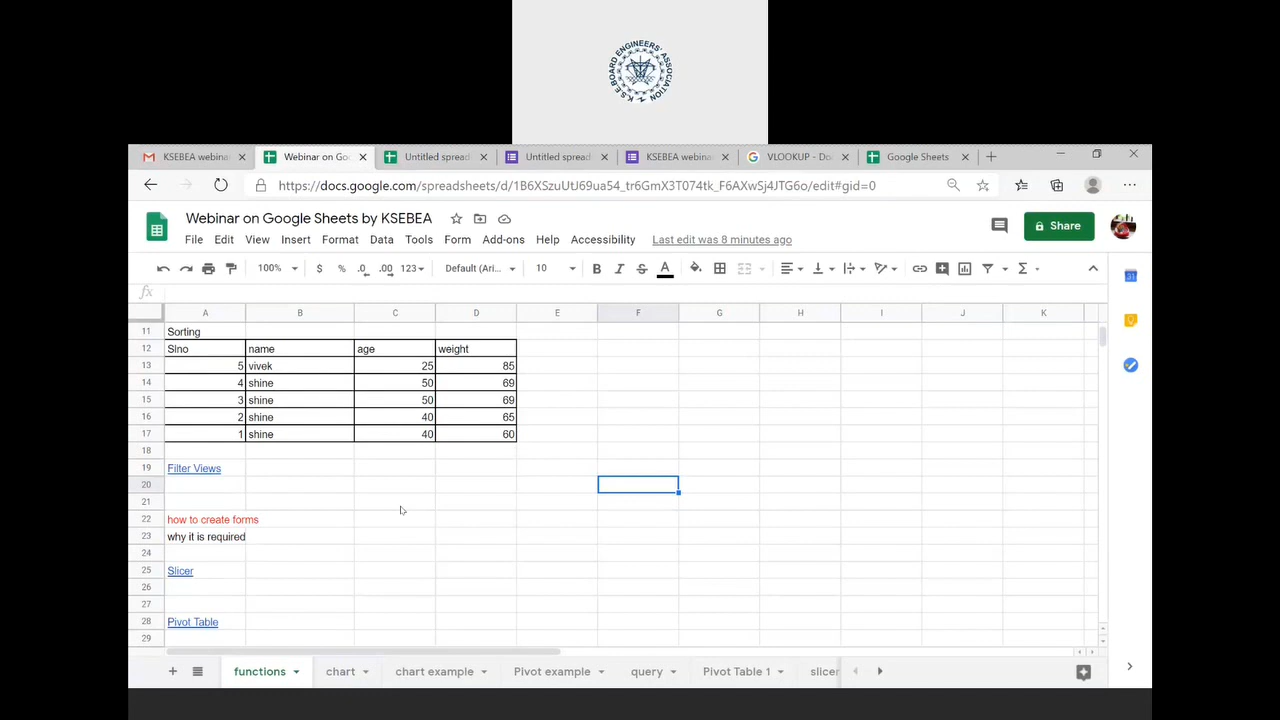 K.S.E.BOARD ENGINEERS' ASSOCIATION
KSEBEA webina
Webinar on Go
Untitled spread
Untitled spread
KSEBEA webina
VLOOKUP - Do
Google Sheets
https://docs.google.com/spreadsheets/d/1B6XSzuUtJ69ua54_tr6GmX3T074tk_F6AXwSj4JTG6o/edit#gid=0
Webinar on Google Sheets by KSEBEA
File Edit View Insert Format Data Tools Form Add-ons Help Accessibility Last edit was 8 minutes ago
Share
100% $ % .0 .00 123 Default (Ari... 10 B I S A Σ
fx
A B C D E F G H I J K
11 Sorting
12 Slno name age weight
13 5 vivek 25 85
14 4 shine 50 69
15 3 shine 50 69
16 2 shine 40 65
17 1 shine 40 60
18
19 Filter Views
20
21
22 how to create forms
23 why it is required
24
25 Slicer
26
27
28 Pivot Table
29
functions chart chart example Pivot example query Pivot Table 1 slicer
31